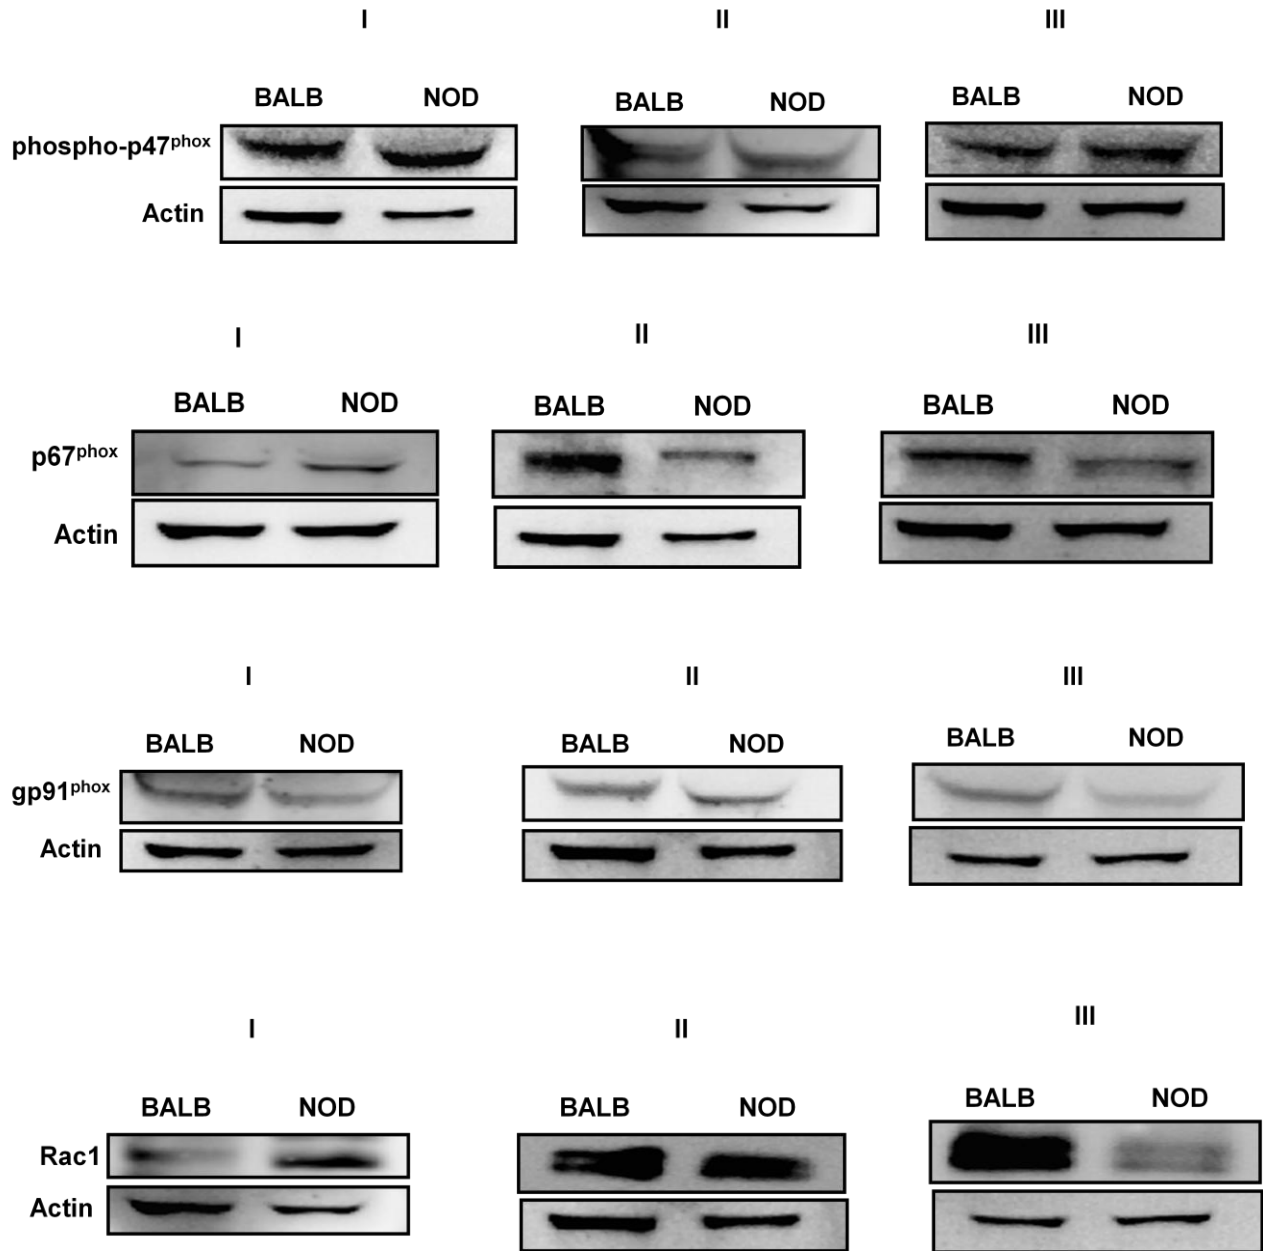 I II III
BALB NOD BALB NOD BALB NOD
phospho-p47phox
Actin
I II III
BALB NOD BALB NOD BALB NOD
p67phox
Actin
I II III
BALB NOD BALB NOD BALB NOD
gp91phox
Actin
I II III
BALB NOD BALB NOD BALB NOD
Rac1
Actin